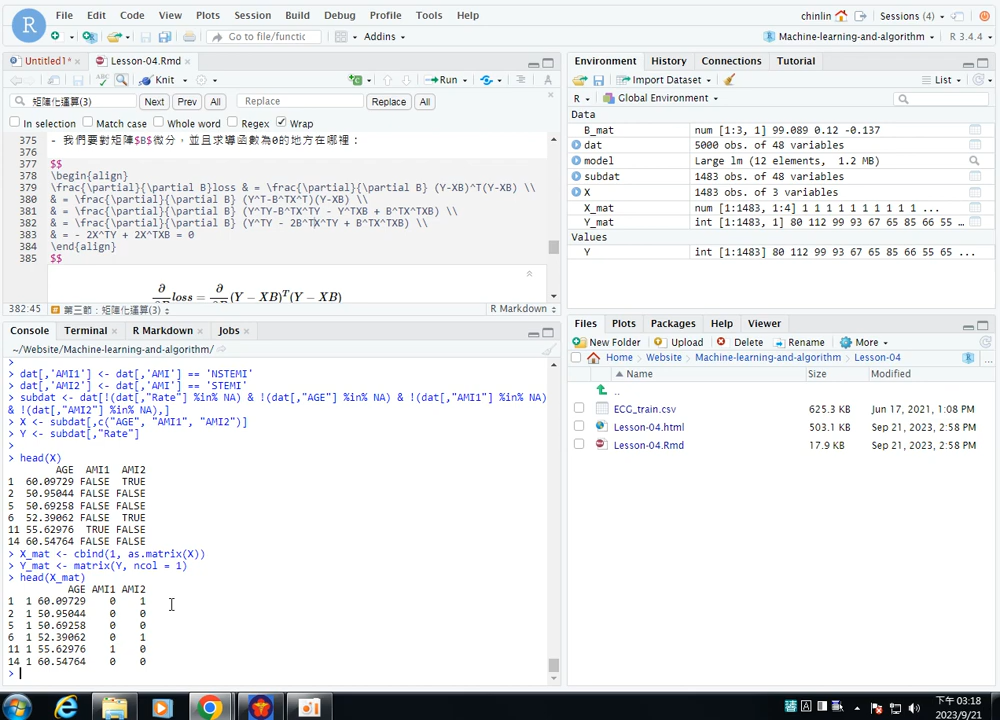 File Edit Code View Plots Session Build Debug Profile Tools Help
chinlin Sessions (4)
Go to file/functic Addins
Machine-learning-and-algorithm R 3.4.4
Untitled1* Lesson-04.Rmd
Knit Run
矩陣化運算(3) Next Prev All Replace Replace All
In selection Match case Whole word Regex Wrap
375 - 我們要對矩陣$B$微分，並且求導函數為0的地方在哪裡：
376
377 $$
378 \begin{align}
379 \frac{\partial}{\partial B}loss & = \frac{\partial}{\partial B} (Y-XB)^T(Y-XB) \\
380 & = \frac{\partial}{\partial B} (Y^T-B^TX^T)(Y-XB) \\
381 & = \frac{\partial}{\partial B} (Y^TY-B^TX^TY - Y^TXB + B^TX^TXB) \\
382 & = \frac{\partial}{\partial B} (Y^TY - 2B^TX^TY + B^TX^TXB) \\
383 & = - 2X^TY + 2X^TXB = 0
384 \end{align}
385 $$
∂/∂B loss = ∂/∂B (Y − XB)^T (Y − XB)
382:45 第三節：矩陣化運算(3) R Markdown
Console Terminal R Markdown Jobs
~/Website/Machine-learning-and-algorithm/
>
> dat[,'AMI1'] <- dat[,'AMI'] == 'NSTEMI'
> dat[,'AMI2'] <- dat[,'AMI'] == 'STEMI'
> subdat <- dat[!(dat[,"Rate"] %in% NA) & !(dat[,"AGE"] %in% NA) & !(dat[,"AMI1"] %in% NA)
& !(dat[,"AMI2"] %in% NA),]
> X <- subdat[,c("AGE", "AMI1", "AMI2")]
> Y <- subdat[,"Rate"]
>
> head(X)
AGE AMI1 AMI2
1 60.09729 FALSE TRUE
2 50.95044 FALSE FALSE
5 50.69258 FALSE FALSE
6 52.39062 FALSE TRUE
11 55.62976 TRUE FALSE
14 60.54764 FALSE FALSE
> X_mat <- cbind(1, as.matrix(X))
> Y_mat <- matrix(Y, ncol = 1)
> head(X_mat)
AGE AMI1 AMI2
1 1 60.09729 0 1
2 1 50.95044 0 0
5 1 50.69258 0 0
6 1 52.39062 0 1
11 1 55.62976 1 0
14 1 60.54764 0 0
>
Environment History Connections Tutorial
Import Dataset List
R Global Environment
Data
B_mat num [1:3, 1] 99.089 0.12 -0.137
dat 5000 obs. of 48 variables
model Large lm (12 elements, 1.2 MB)
subdat 1483 obs. of 48 variables
X 1483 obs. of 3 variables
X_mat num [1:1483, 1:4] 1 1 1 1 1 1 1 1 1 1 ...
Y_mat int [1:1483, 1] 80 112 99 93 67 65 85 66 55 …
Values
Y int [1:1483] 80 112 99 93 67 65 85 66 55 65 ...
Files Plots Packages Help Viewer
New Folder Upload Delete Rename More
Home Website Machine-learning-and-algorithm Lesson-04 ...
Name Size Modified
..
ECG_train.csv 625.3 KB Jun 17, 2021, 1:08 PM
Lesson-04.html 503.1 KB Sep 21, 2023, 2:58 PM
Lesson-04.Rmd 17.9 KB Sep 21, 2023, 2:58 PM
下午 03:18
2023/9/21